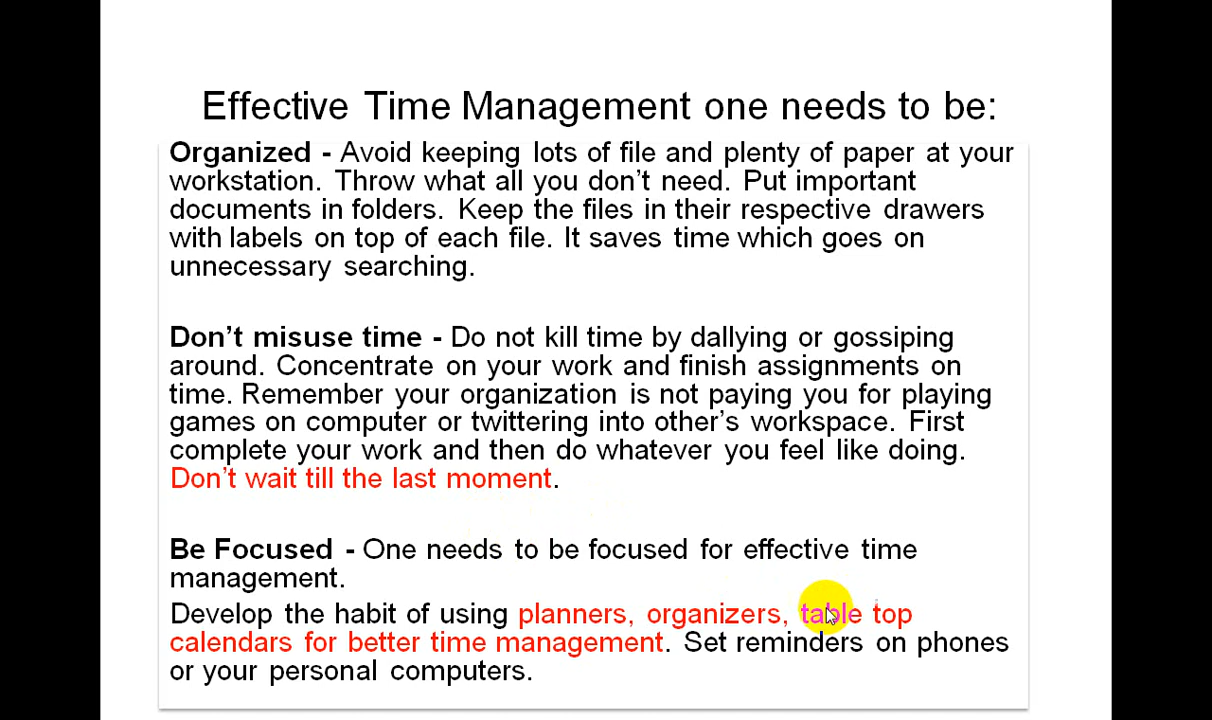 Effective Time Management one needs to be:
Organized - Avoid keeping lots of file and plenty of paper at your
workstation. Throw what all you don’t need. Put important
documents in folders. Keep the files in their respective drawers
with labels on top of each file. It saves time which goes on
unnecessary searching.
Don’t misuse time - Do not kill time by dallying or gossiping
around. Concentrate on your work and finish assignments on
time. Remember your organization is not paying you for playing
games on computer or twittering into other’s workspace. First
complete your work and then do whatever you feel like doing.
Don’t wait till the last moment.
Be Focused - One needs to be focused for effective time
management.
Develop the habit of using planners, organizers, table top
calendars for better time management. Set reminders on phones
or your personal computers.